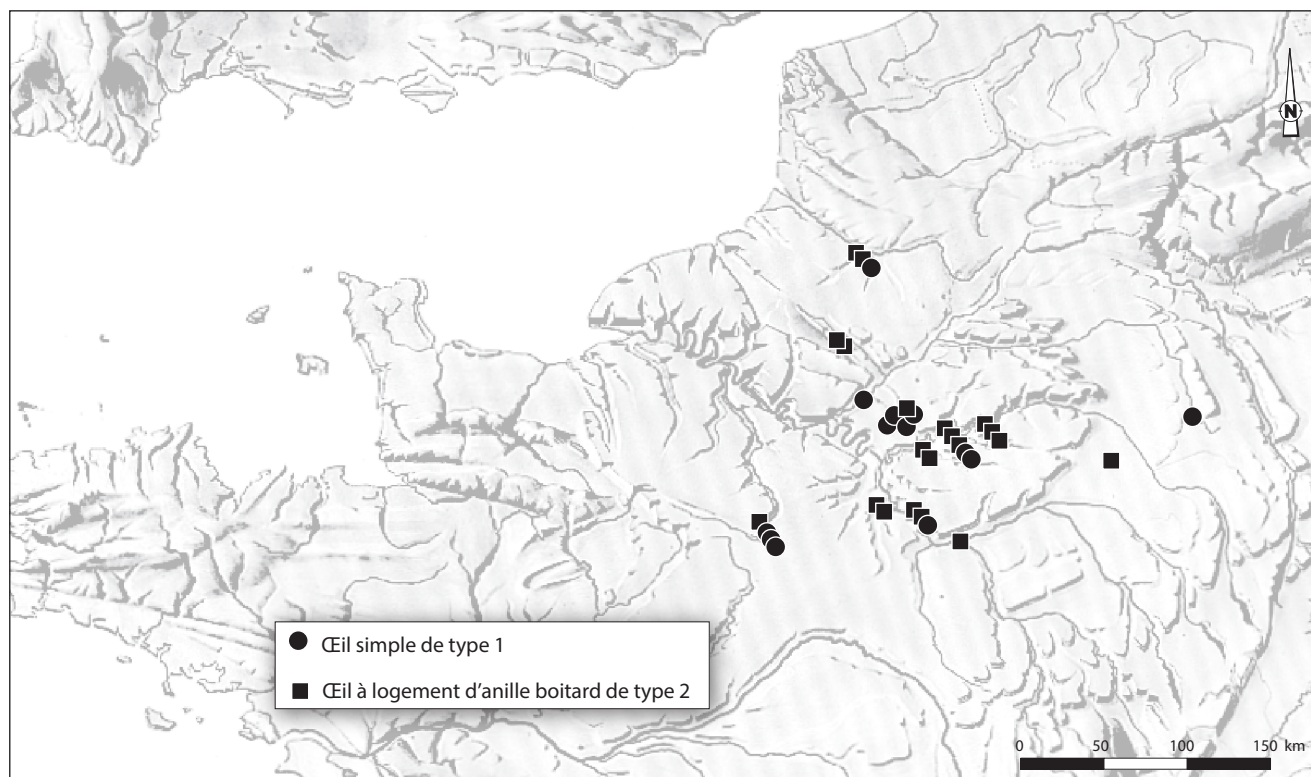 N
Œil simple de type 1
Œil à logement d'anille boitard de type 2
0 50 100 150 km